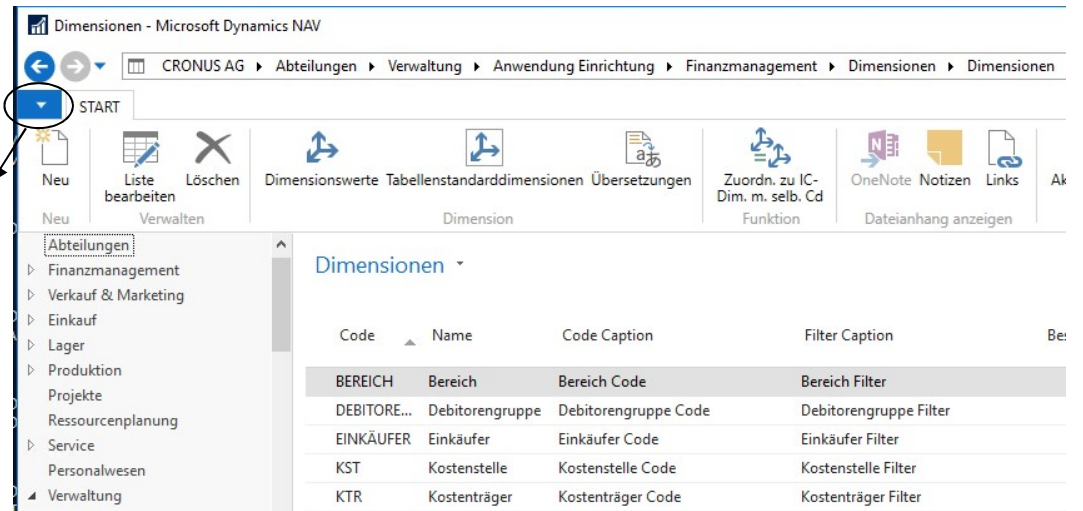 Dimensionen - Microsoft Dynamics NAV
CRONUS AG ▸ Abteilungen ▸ Verwaltung ▸ Anwendung Einrichtung ▸ Finanzmanagement ▸ Dimensionen ▸ Dimensionen
START
Neu Liste bearbeiten Löschen Dimensionswerte Tabellenstandarddimensionen Übersetzungen Zuordn. zu IC-Dim. m. selb. Cd OneNote Notizen Links
Neu Verwalten Dimension Funktion Dateianhang anzeigen
Abteilungen
Finanzmanagement
Verkauf & Marketing
Einkauf
Lager
Produktion
Projekte
Ressourcenplanung
Service
Personalwesen
Verwaltung
Dimensionen
Code Name Code Caption Filter Caption
BEREICH Bereich Bereich Code Bereich Filter
DEBITORE... Debitorengruppe Debitorengruppe Code Debitorengruppe Filter
EINKÄUFER Einkäufer Einkäufer Code Einkäufer Filter
KST Kostenstelle Kostenstelle Code Kostenstelle Filter
KTR Kostenträger Kostenträger Code Kostenträger Filter